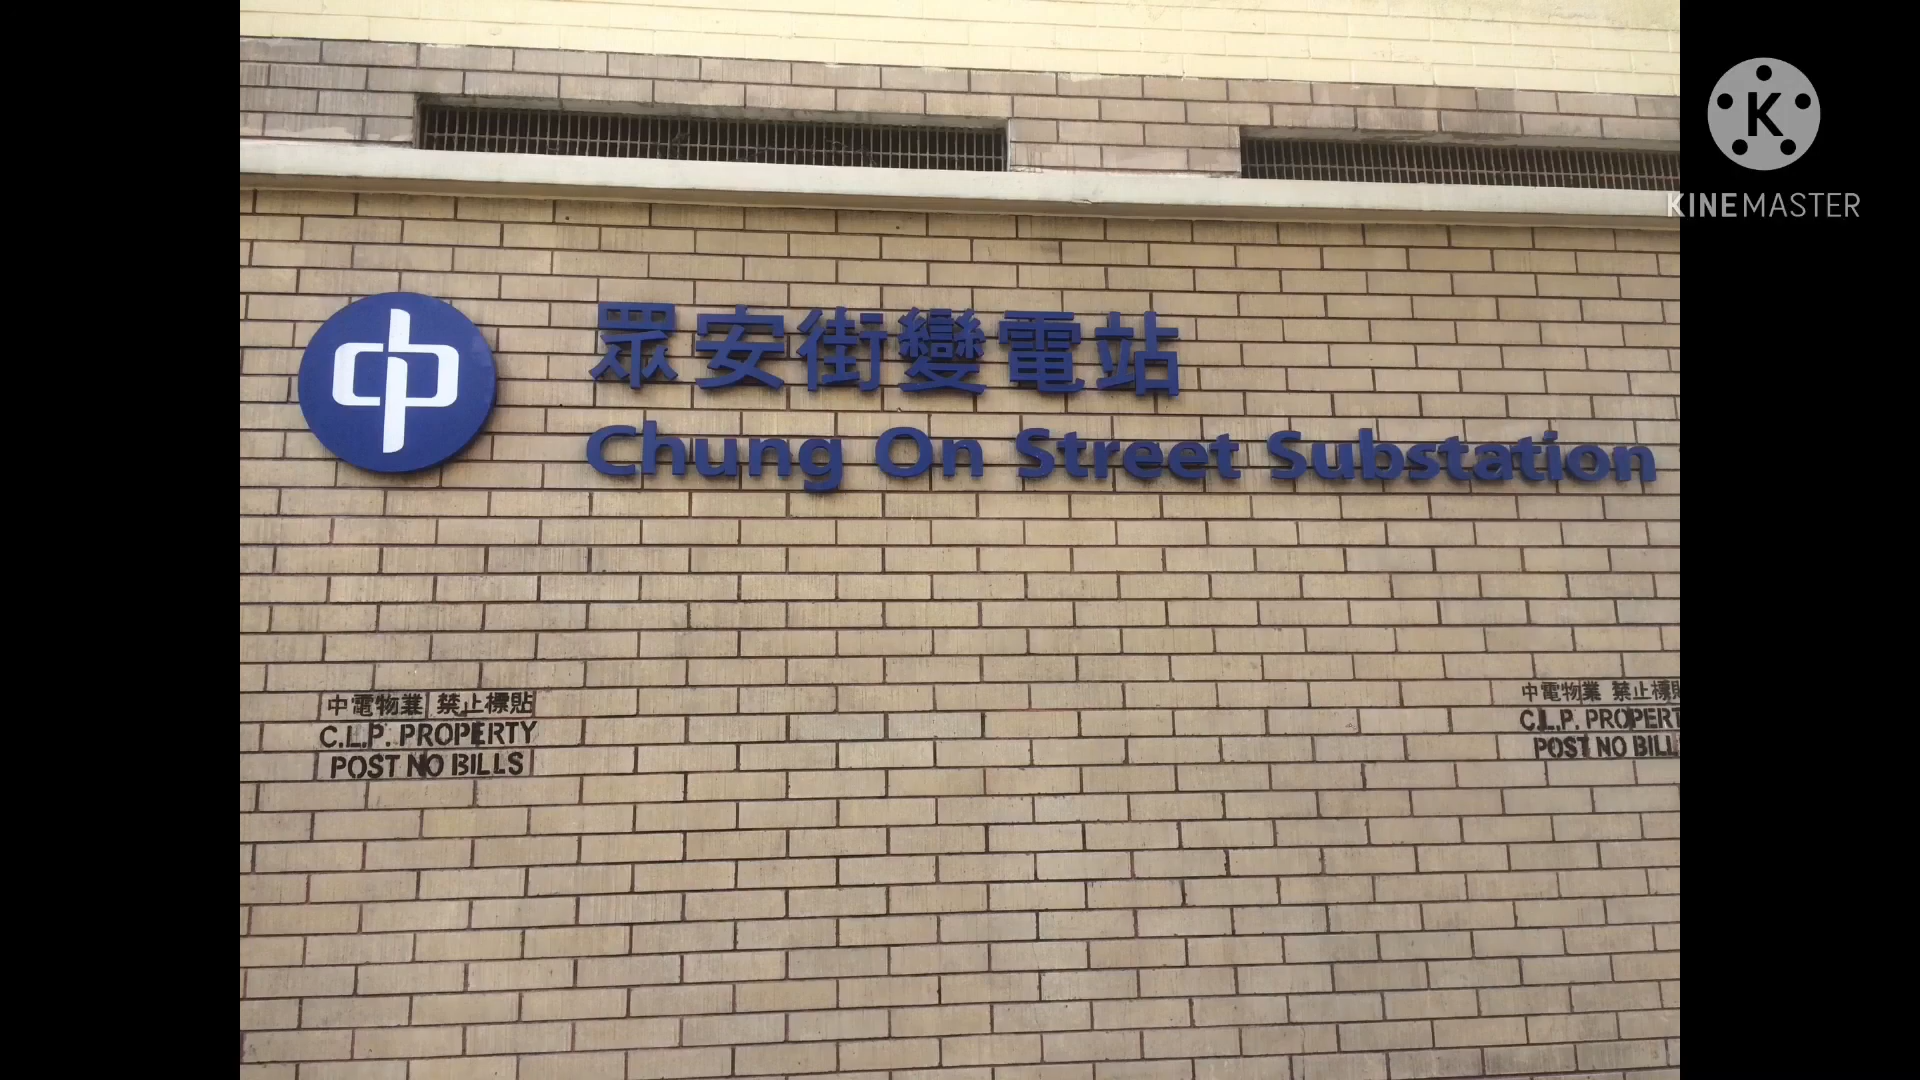 眾安街變電站
Chung On Street Substation
中電物業 禁止標貼
C.L.P. PROPERTY
POST NO BILLS
中電物業 禁止標貼
C.L.P. PROPERT
POST NO BILL
K
KINEMASTER